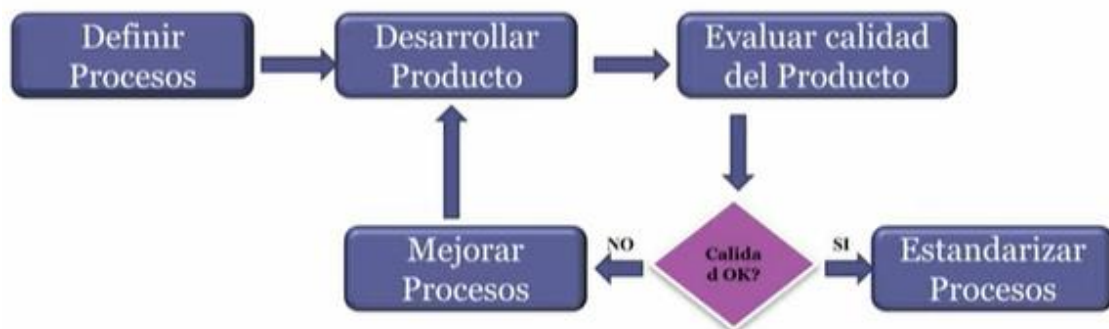 Definir
Procesos
Desarrollar
Producto
Evaluar calidad
del Producto
Mejorar
Procesos
NO
Calida
d OK?
SI
Estandarizar
Procesos